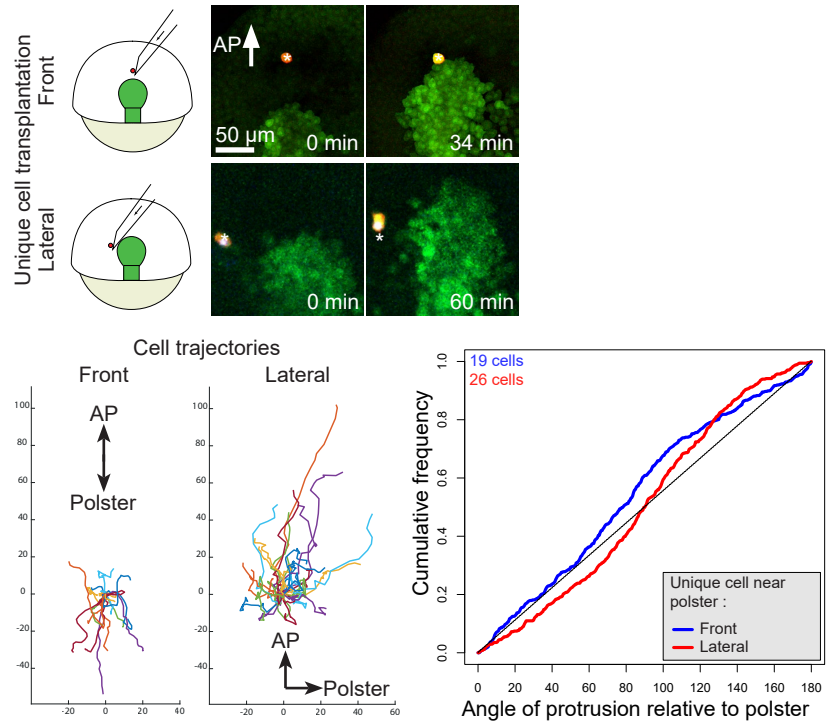 Unique cell transplantation
Front
Lateral
AP
50 µm
0 min
34 min
*
*
0 min
60 min
*
*
Cell trajectories
Front
Lateral
AP
Polster
100
80
60
40
20
0
-20
-40
-20
0
20
40
100
80
60
40
20
0
-20
-40
AP
Polster
-20
0
20
40
60
19 cells
26 cells
Cumulative frequency
1.0
0.8
0.6
0.4
0.2
0.0
0 20 40 60 80 100 120 140 160 180
Angle of protrusion relative to polster
Unique cell near
polster :
Front
Lateral